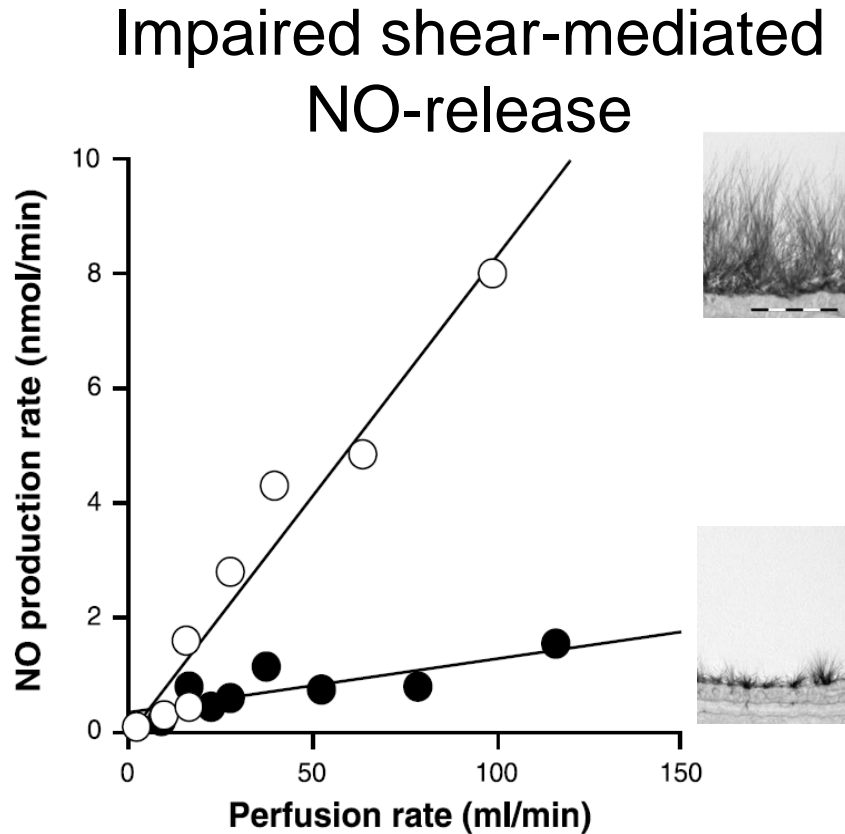 Impaired shear-mediated
NO-release
10
8
6
4
2
0
NO production rate (nmol/min)
0 50 100 150
Perfusion rate (ml/min)